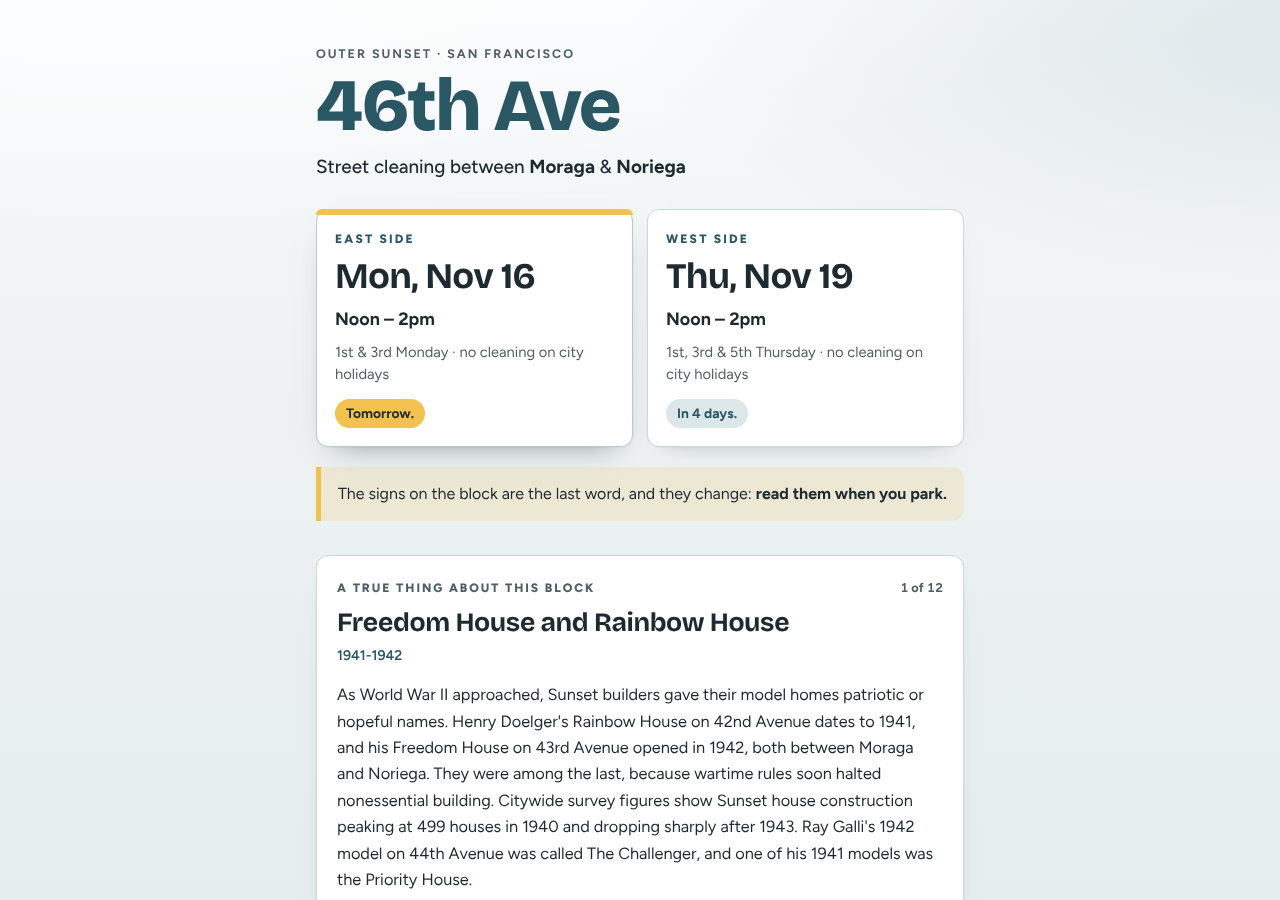 OUTER SUNSET · SAN FRANCISCO
46th Ave
Street cleaning between Moraga & Noriega
EAST SIDE
Mon, Nov 16
Noon – 2pm
1st & 3rd Monday · no cleaning on city
holidays
Tomorrow.
WEST SIDE
Thu, Nov 19
Noon – 2pm
1st, 3rd & 5th Thursday · no cleaning on
city holidays
In 4 days.
The signs on the block are the last word, and they change: read them when you park.
A TRUE THING ABOUT THIS BLOCK
1 of 12
Freedom House and Rainbow House
1941-1942
As World War II approached, Sunset builders gave their model homes patriotic or
hopeful names. Henry Doelger's Rainbow House on 42nd Avenue dates to 1941,
and his Freedom House on 43rd Avenue opened in 1942, both between Moraga
and Noriega. They were among the last, because wartime rules soon halted
nonessential building. Citywide survey figures show Sunset house construction
peaking at 499 houses in 1940 and dropping sharply after 1943. Ray Galli's 1942
model on 44th Avenue was called The Challenger, and one of his 1941 models was
the Priority House.